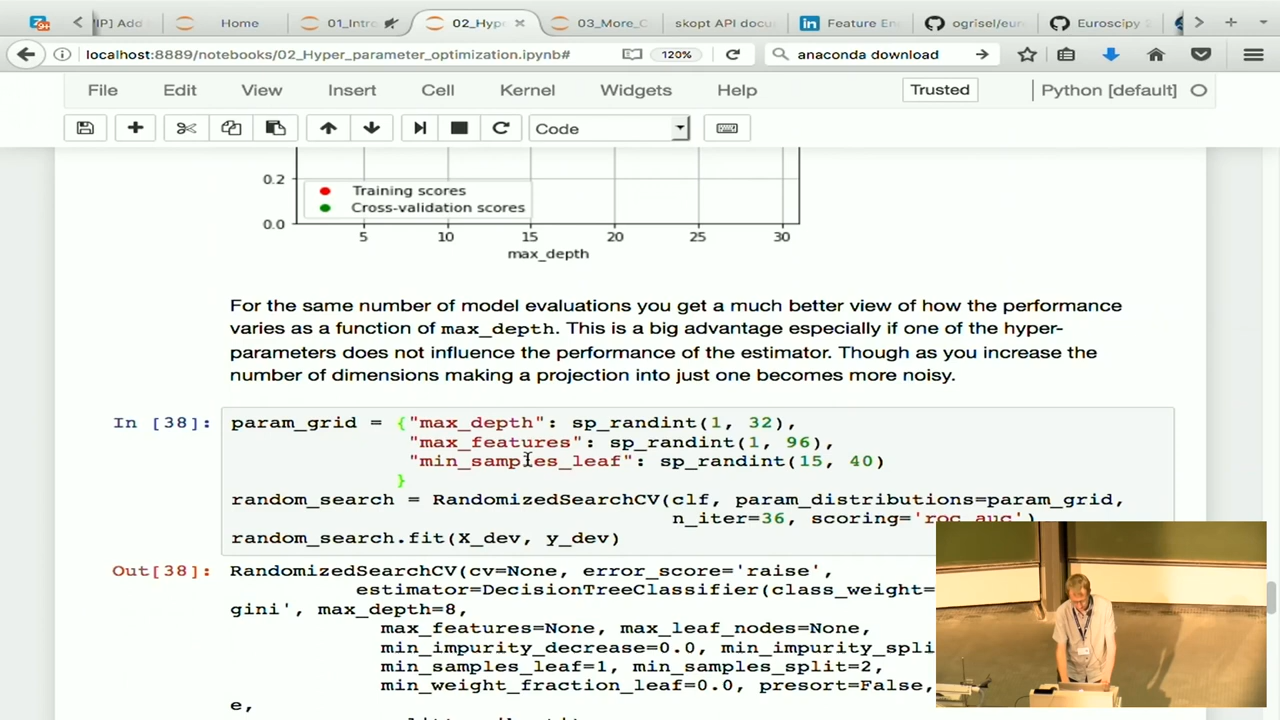 IP] Add
Home
01_Intro
02_Hype
03_More_C
skopt API docu
Feature En
ogrisel/eur
Euroscipy
localhost:8889/notebooks/02_Hyper_parameter_optimization.ipynb#
120%
anaconda download
File Edit View Insert Cell Kernel Widgets Help
Trusted
Python [default]
Code
0.2
Training scores
Cross-validation scores
0.0
5 10 15 20 25 30
max_depth
For the same number of model evaluations you get a much better view of how the performance
varies as a function of max_depth. This is a big advantage especially if one of the hyper-
parameters does not influence the performance of the estimator. Though as you increase the
number of dimensions making a projection into just one becomes more noisy.
In [38]: param_grid = {"max_depth": sp_randint(1, 32),
"max_features": sp_randint(1, 96),
"min_samples_leaf": sp_randint(15, 40)
}
random_search = RandomizedSearchCV(clf, param_distributions=param_grid,
n_iter=36, scoring='roc_auc')
random_search.fit(X_dev, y_dev)
Out[38]: RandomizedSearchCV(cv=None, error_score='raise',
estimator=DecisionTreeClassifier(class_weight=
gini', max_depth=8,
max_features=None, max_leaf_nodes=None,
min_impurity_decrease=0.0, min_impurity_spli
min_samples_leaf=1, min_samples_split=2,
min_weight_fraction_leaf=0.0, presort=False,
e,